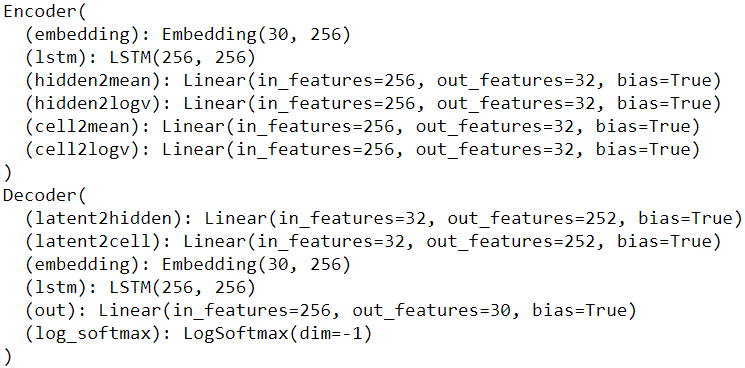 Encoder(
  (embedding): Embedding(30, 256)
  (lstm): LSTM(256, 256)
  (hidden2mean): Linear(in_features=256, out_features=32, bias=True)
  (hidden2logv): Linear(in_features=256, out_features=32, bias=True)
  (cell2mean): Linear(in_features=256, out_features=32, bias=True)
  (cell2logv): Linear(in_features=256, out_features=32, bias=True)
)
Decoder(
  (latent2hidden): Linear(in_features=32, out_features=252, bias=True)
  (latent2cell): Linear(in_features=32, out_features=252, bias=True)
  (embedding): Embedding(30, 256)
  (lstm): LSTM(256, 256)
  (out): Linear(in_features=256, out_features=30, bias=True)
  (log_softmax): LogSoftmax(dim=-1)
)